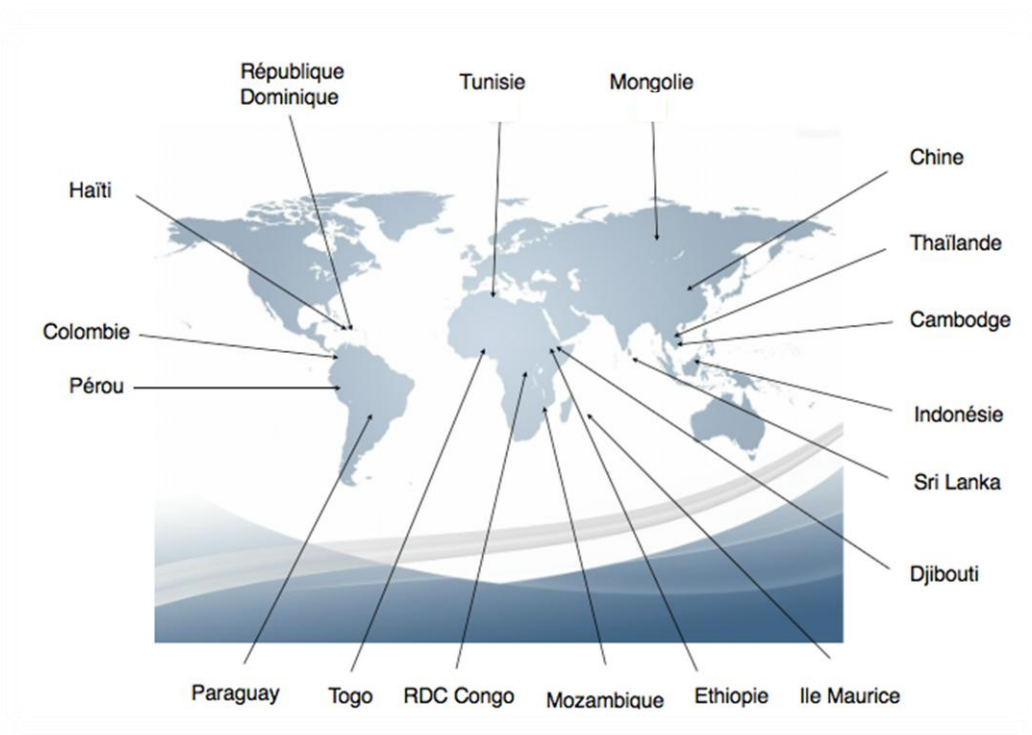 République
Dominique
Tunisie
Mongolie
Chine
Haïti
Thaïlande
Cambodge
Colombie
Pérou
Indonésie
Sri Lanka
Djibouti
Paraguay
Togo
RDC Congo
Mozambique
Ethiopie
Ile Maurice